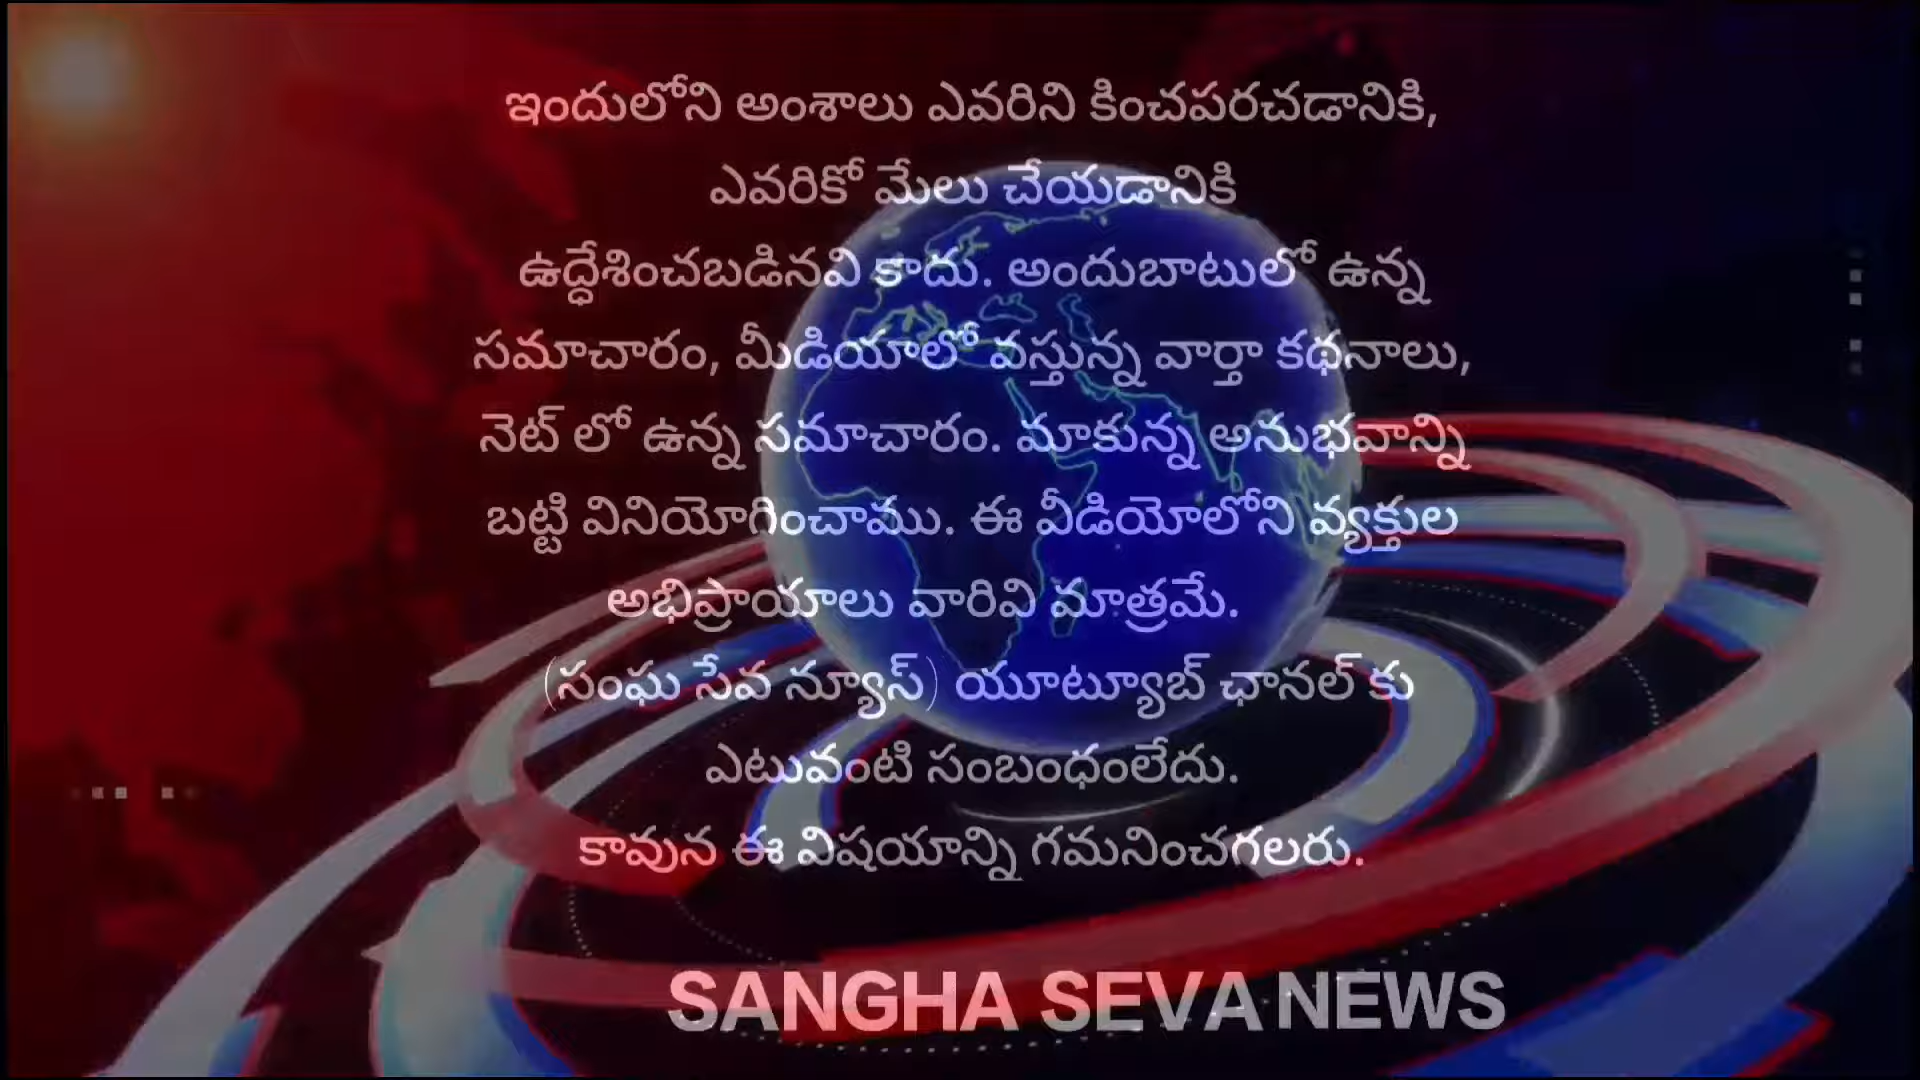 ఇందులోని అంశాలు ఎవరిని కించపరచడానికి,
ఎవరికో మేలు చేయడానికి
ఉద్ధేశించబడినవి కాదు. అందుబాటులో ఉన్న
సమాచారం, మీడియాలో వస్తున్న వార్తా కథనాలు,
నెట్ లో ఉన్న సమాచారం. మాకున్న అనుభవాన్ని
బట్టి వినియోగించాము. ఈ వీడియోలోని వ్యక్తుల
అభిప్రాయాలు వారివి మాత్రమే.
(సంఘ సేవ న్యూస్) యూట్యూబ్ ఛానల్ కు
ఎటువంటి సంబంధంలేదు.
కావున ఈ విషయాన్ని గమనించగలరు.
SANGHA SEVA NEWS